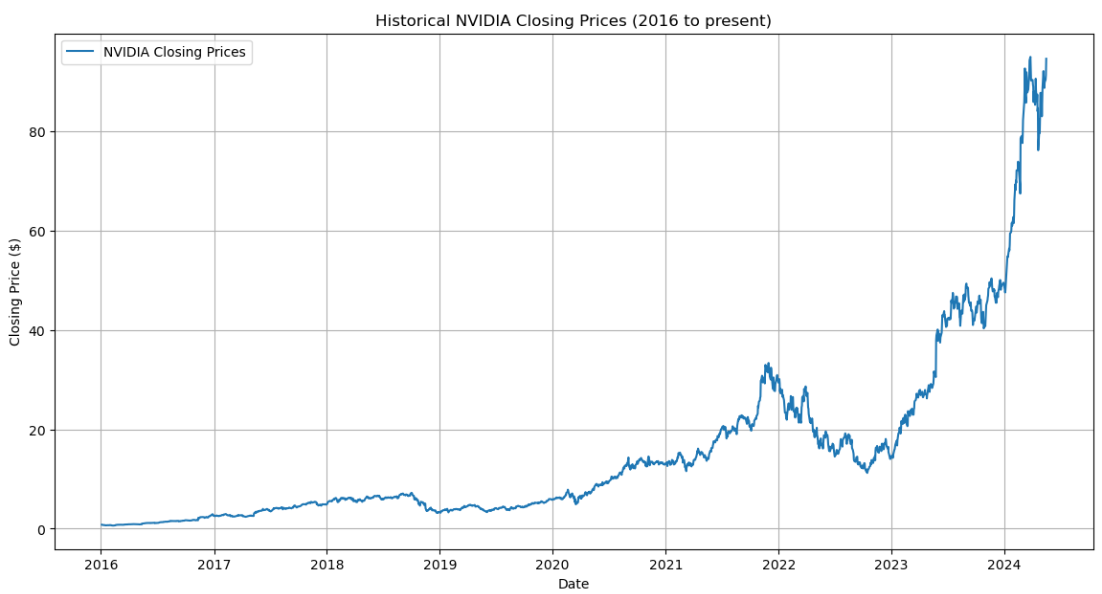 Historical NVIDIA Closing Prices (2016 to present)
NVIDIA Closing Prices
80
60
40
20
0
Closing Price ($)
2016 2017 2018 2019 2020 2021 2022 2023 2024
Date